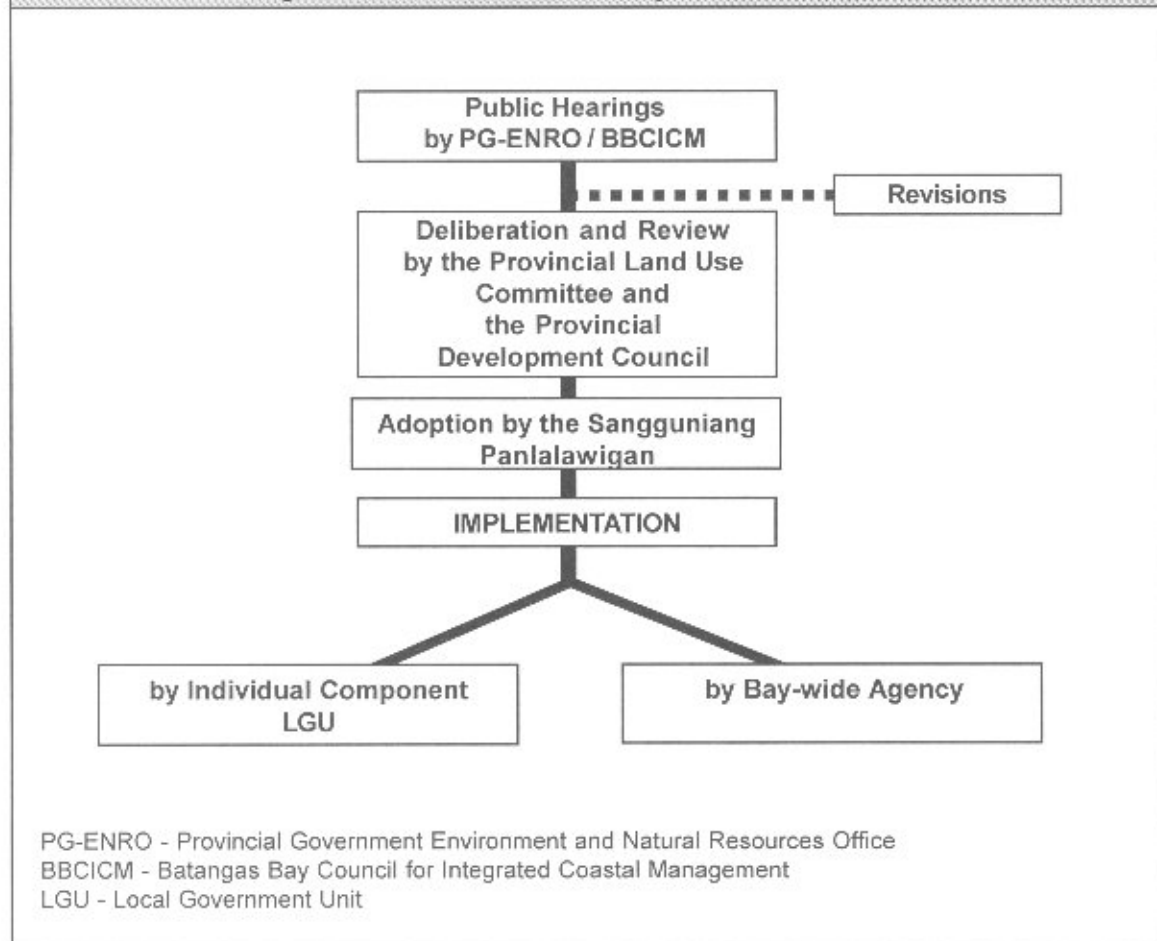 Public Hearings
by PG-ENRO / BBCICM
Revisions
Deliberation and Review
by the Provincial Land Use
Committee and
the Provincial
Development Council
Adoption by the Sangguniang
Panlalawigan
IMPLEMENTATION
by Individual Component
LGU
by Bay-wide Agency
PG-ENRO - Provincial Government Environment and Natural Resources Office
BBCICM - Batangas Bay Council for Integrated Coastal Management
LGU - Local Government Unit